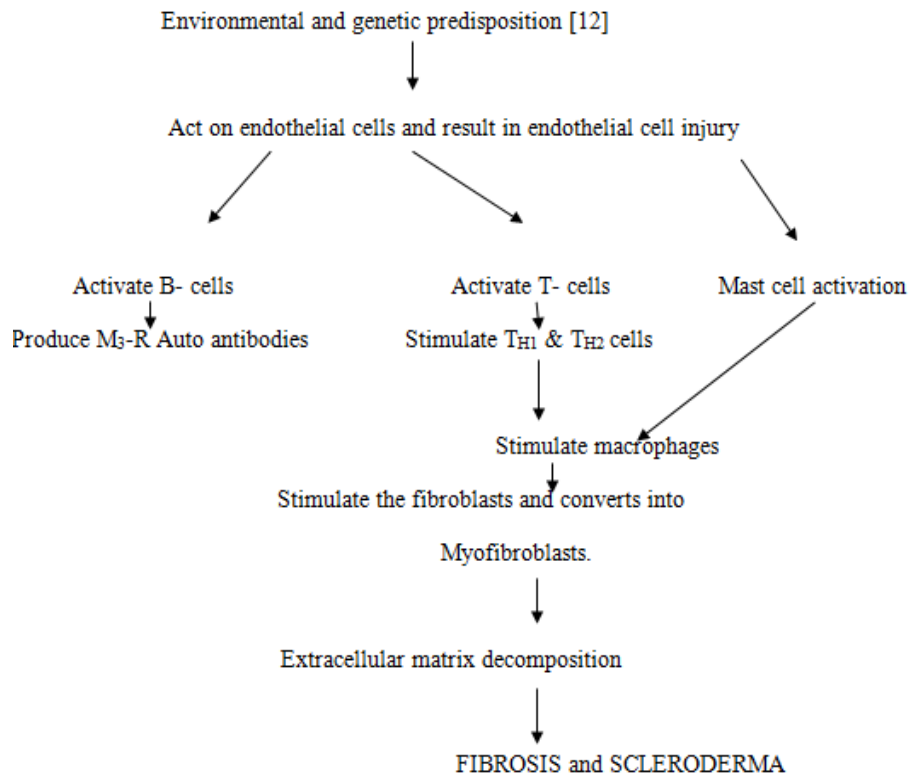 Environmental and genetic predisposition [12]
Act on endothelial cells and result in endothelial cell injury
Activate B- cells
Activate T- cells
Mast cell activation
Produce M₃-R Auto antibodies
Stimulate T_H1 & T_H2 cells
Stimulate macrophages
Stimulate the fibroblasts and converts into
Myofibroblasts.
Extracellular matrix decomposition
FIBROSIS and SCLERODERMA